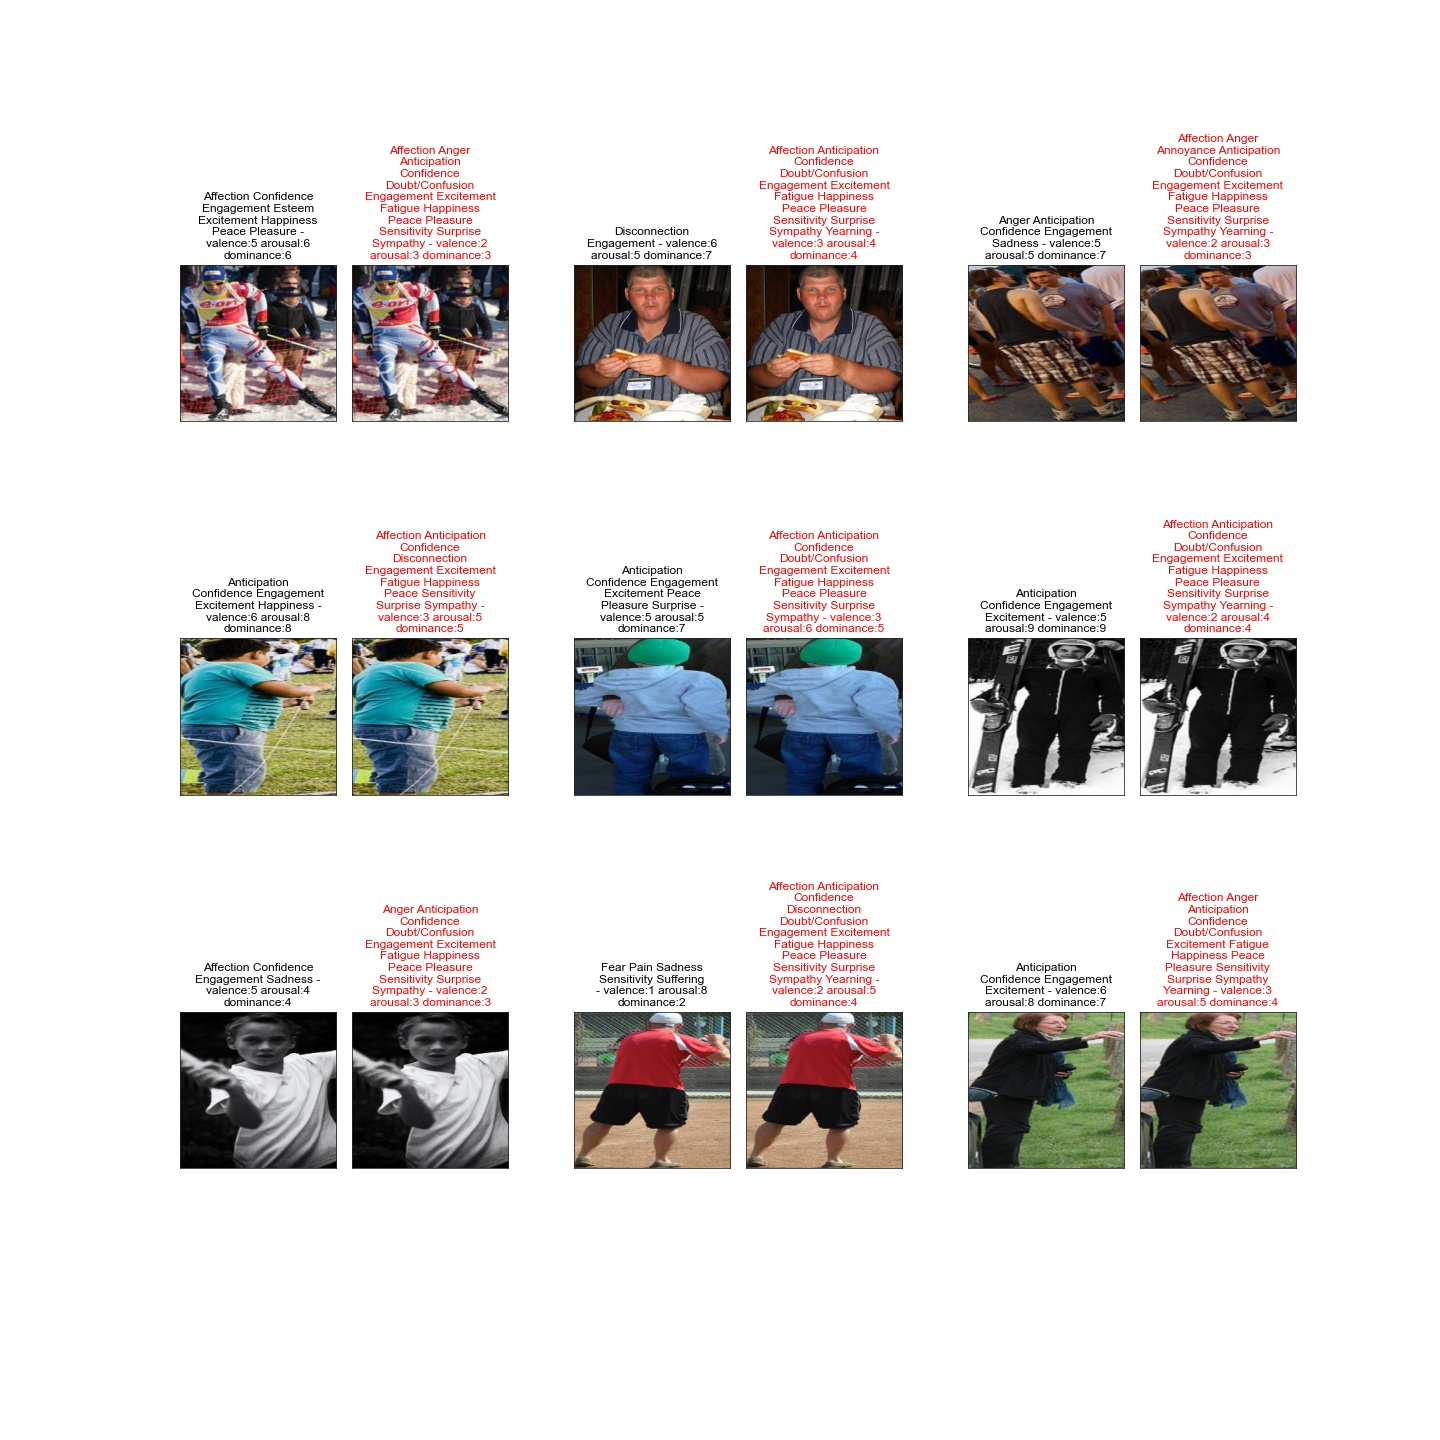 Affection Confidence
Engagement Esteem
Excitement Happiness
Peace Pleasure -
valence:5 arousal:6
dominance:6
Affection Anger
Anticipation
Confidence
Doubt/Confusion
Engagement Excitement
Fatigue Happiness
Peace Pleasure
Sensitivity Surprise
Sympathy - valence:2
arousal:3 dominance:3
Disconnection
Engagement - valence:6
arousal:5 dominance:7
Affection Anticipation
Confidence
Doubt/Confusion
Engagement Excitement
Fatigue Happiness
Peace Pleasure
Sensitivity Surprise
Sympathy Yearning -
valence:3 arousal:4
dominance:4
Anger Anticipation
Confidence Engagement
Sadness - valence:5
arousal:5 dominance:7
Affection Anger
Annoyance Anticipation
Confidence
Doubt/Confusion
Engagement Excitement
Fatigue Happiness
Peace Pleasure
Sensitivity Surprise
Sympathy Yearning -
valence:2 arousal:3
dominance:3
e-on
e-on
Anticipation
Confidence Engagement
Excitement Happiness -
valence:6 arousal:8
dominance:8
Affection Anticipation
Confidence
Disconnection
Engagement Excitement
Fatigue Happiness
Peace Sensitivity
Surprise Sympathy -
valence:3 arousal:5
dominance:5
Anticipation
Confidence Engagement
Excitement Peace
Pleasure Surprise -
valence:5 arousal:5
dominance:7
Affection Anticipation
Confidence
Doubt/Confusion
Engagement Excitement
Fatigue Happiness
Peace Pleasure
Sensitivity Surprise
Sympathy - valence:3
arousal:6 dominance:5
Anticipation
Confidence Engagement
Excitement - valence:5
arousal:9 dominance:9
Affection Anticipation
Confidence
Doubt/Confusion
Engagement Excitement
Fatigue Happiness
Peace Pleasure
Sensitivity Surprise
Sympathy Yearning -
valence:2 arousal:4
dominance:4
Affection Confidence
Engagement Sadness -
valence:5 arousal:4
dominance:4
Anger Anticipation
Confidence
Doubt/Confusion
Engagement Excitement
Fatigue Happiness
Peace Pleasure
Sensitivity Surprise
Sympathy - valence:2
arousal:3 dominance:3
Fear Pain Sadness
Sensitivity Suffering
- valence:1 arousal:8
dominance:2
Affection Anticipation
Confidence
Disconnection
Doubt/Confusion
Engagement Excitement
Fatigue Happiness
Peace Pleasure
Sensitivity Surprise
Sympathy Yearning -
valence:2 arousal:5
dominance:4
Anticipation
Confidence Engagement
Excitement - valence:6
arousal:8 dominance:7
Affection Anger
Anticipation
Confidence
Doubt/Confusion
Excitement Fatigue
Happiness Peace
Pleasure Sensitivity
Surprise Sympathy
Yearning - valence:3
arousal:5 dominance:4